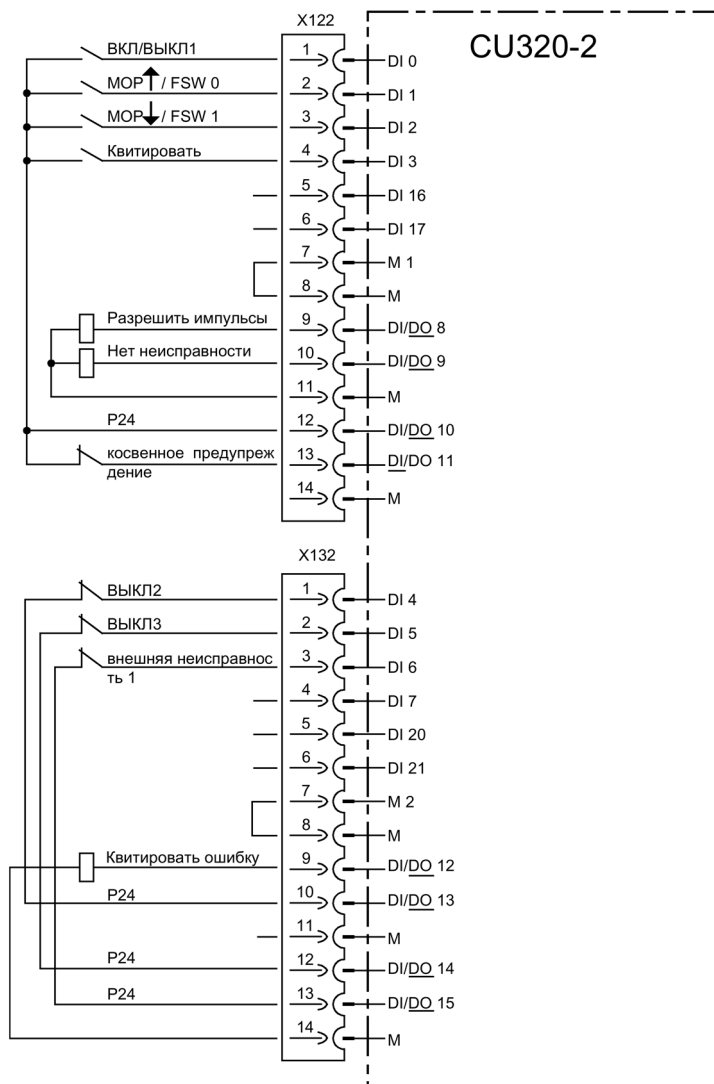 X122
CU320-2
ВКЛ/ВЫКЛ1 1 DI 0
MOP / FSW 0 2 DI 1
MOP / FSW 1 3 DI 2
Квитировать 4 DI 3
5 DI 16
6 DI 17
7 M 1
8 M
Разрешить импульсы 9 DI/DO 8
Нет неисправности 10 DI/DO 9
11 M
P24 12 DI/DO 10
косвенное предупреж 13 DI/DO 11
дение
14 M
X132
ВЫКЛ2 1 DI 4
ВЫКЛ3 2 DI 5
внешняя неисправнос 3 DI 6
ть 1
4 DI 7
5 DI 20
6 DI 21
7 M 2
8 M
Квитировать ошибку 9 DI/DO 12
P24 10 DI/DO 13
11 M
P24 12 DI/DO 14
P24 13 DI/DO 15
14 M